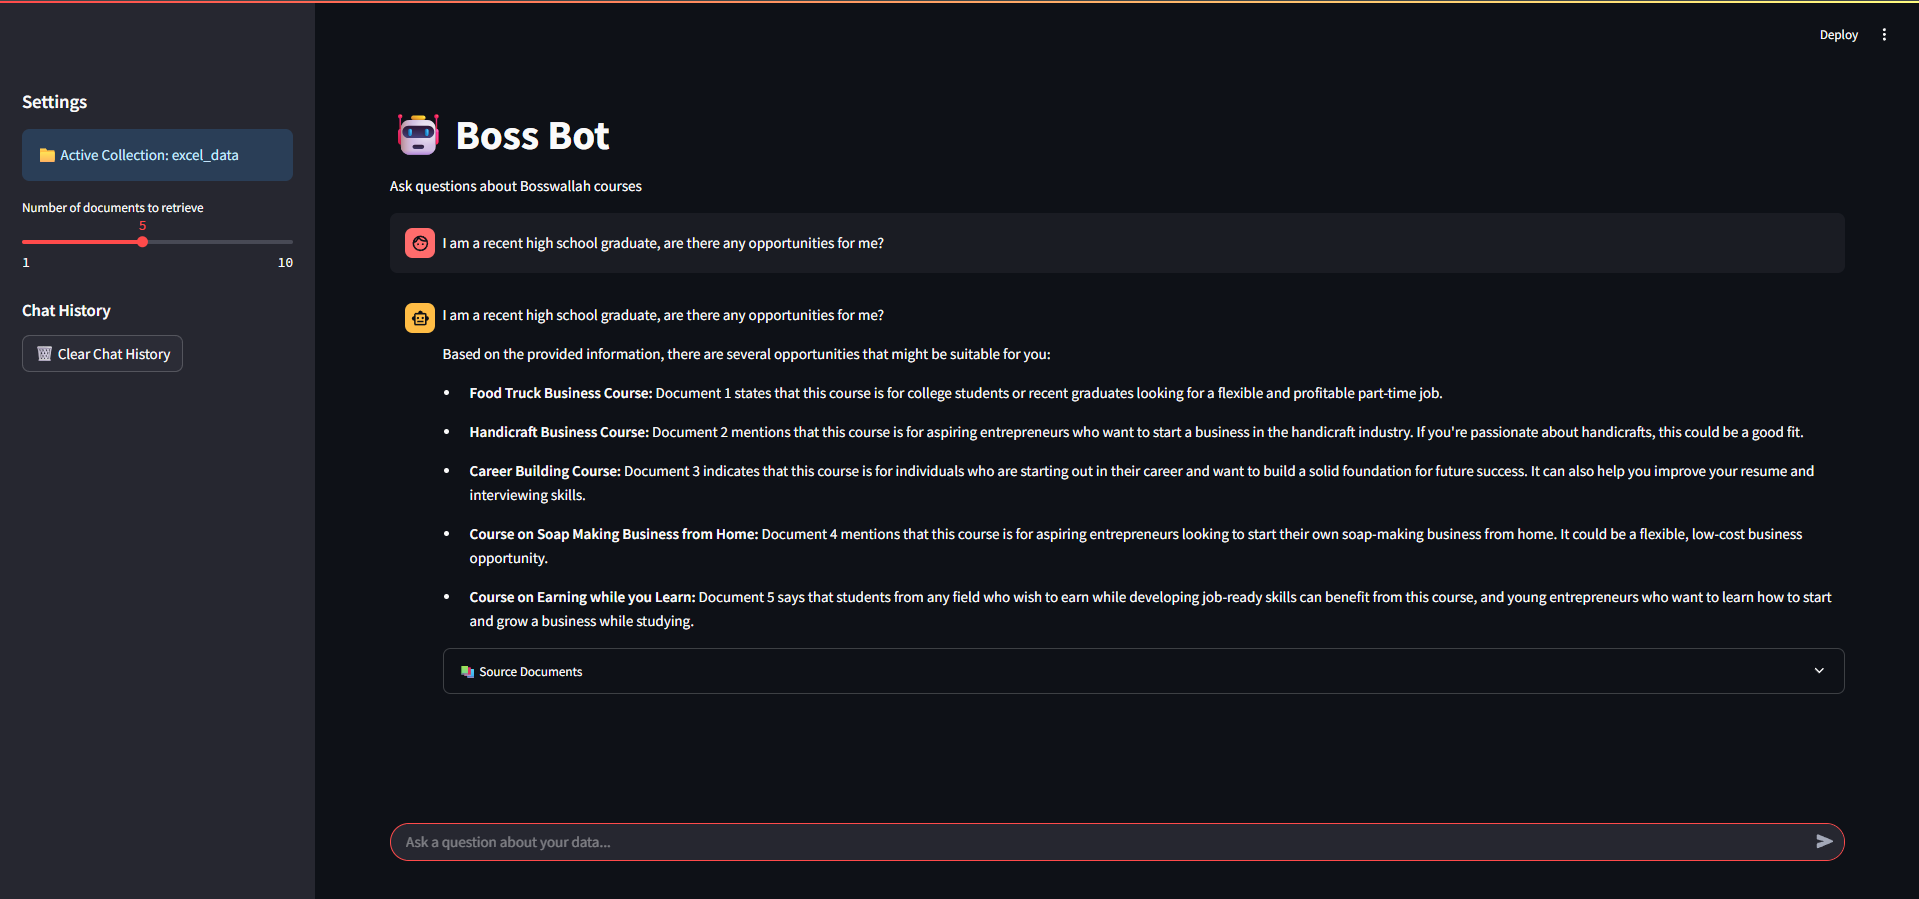 Deploy
Settings
Active Collection: excel_data
Number of documents to retrieve
5
1 10
Chat History
Clear Chat History
Boss Bot
Ask questions about Bosswallah courses
I am a recent high school graduate, are there any opportunities for me?
I am a recent high school graduate, are there any opportunities for me?
Based on the provided information, there are several opportunities that might be suitable for you:
• Food Truck Business Course: Document 1 states that this course is for college students or recent graduates looking for a flexible and profitable part-time job.
• Handicraft Business Course: Document 2 mentions that this course is for aspiring entrepreneurs who want to start a business in the handicraft industry. If you're passionate about handicrafts, this could be a good fit.
• Career Building Course: Document 3 indicates that this course is for individuals who are starting out in their career and want to build a solid foundation for future success. It can also help you improve your resume and
interviewing skills.
• Course on Soap Making Business from Home: Document 4 mentions that this course is for aspiring entrepreneurs looking to start their own soap-making business from home. It could be a flexible, low-cost business
opportunity.
• Course on Earning while you Learn: Document 5 says that students from any field who wish to earn while developing job-ready skills can benefit from this course, and young entrepreneurs who want to learn how to start
and grow a business while studying.
Source Documents
Ask a question about your data...